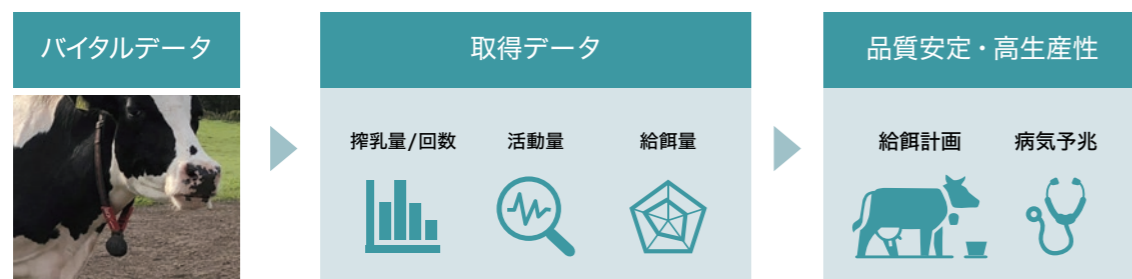 バイタルデータ
取得データ
品質安定・高生産性
搾乳量/回数
活動量
給餌量
給餌計画
病気予兆